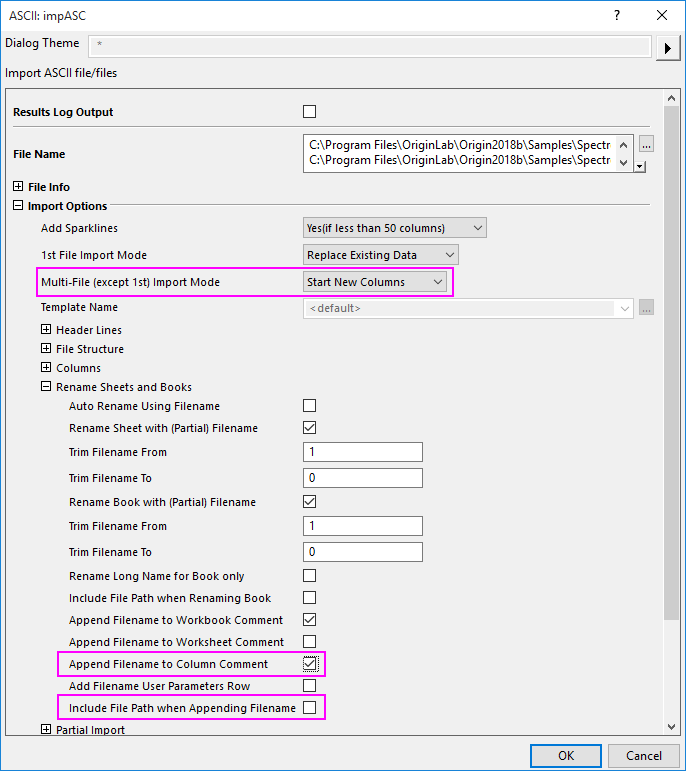 ASCII: impASC
Dialog Theme *
Import ASCII file/files
Results Log Output
File Name C:\Program Files\OriginLab\Origin2018b\Samples\Spectr
C:\Program Files\OriginLab\Origin2018b\Samples\Spectr
...
File Info
Import Options
Add Sparklines Yes(if less than 50 columns)
1st File Import Mode Replace Existing Data
Multi-File (except 1st) Import Mode Start New Columns
Template Name <default> ...
Header Lines
File Structure
Columns
Rename Sheets and Books
Auto Rename Using Filename
Rename Sheet with (Partial) Filename
Trim Filename From 1
Trim Filename To 0
Rename Book with (Partial) Filename
Trim Filename From 1
Trim Filename To 0
Rename Long Name for Book only
Include File Path when Renaming Book
Append Filename to Workbook Comment
Append Filename to Worksheet Comment
Append Filename to Column Comment
Add Filename User Parameters Row
Include File Path when Appending Filename
Partial Import
OK Cancel